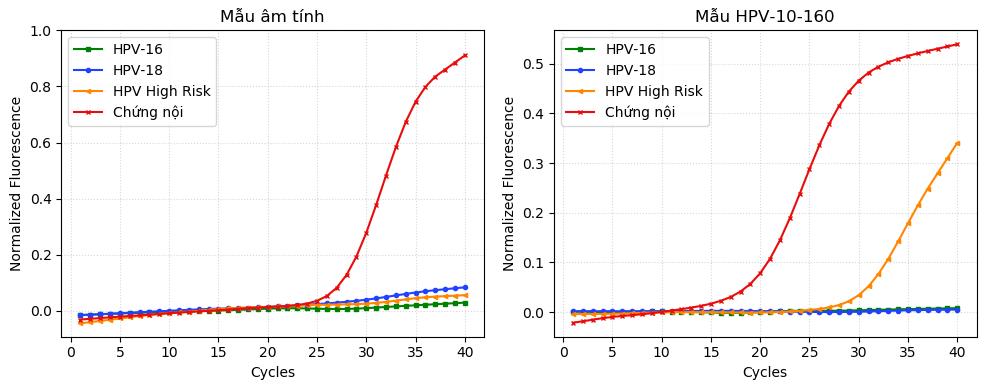 Mẫu âm tính
Normalized Fluorescence
1.0
0.8
0.6
0.4
0.2
0.0
HPV-16
HPV-18
HPV High Risk
Chứng nội
0 5 10 15 20 25 30 35 40
Cycles
Mẫu HPV-10-160
Normalized Fluorescence
0.5
0.4
0.3
0.2
0.1
0.0
HPV-16
HPV-18
HPV High Risk
Chứng nội
0 5 10 15 20 25 30 35 40
Cycles